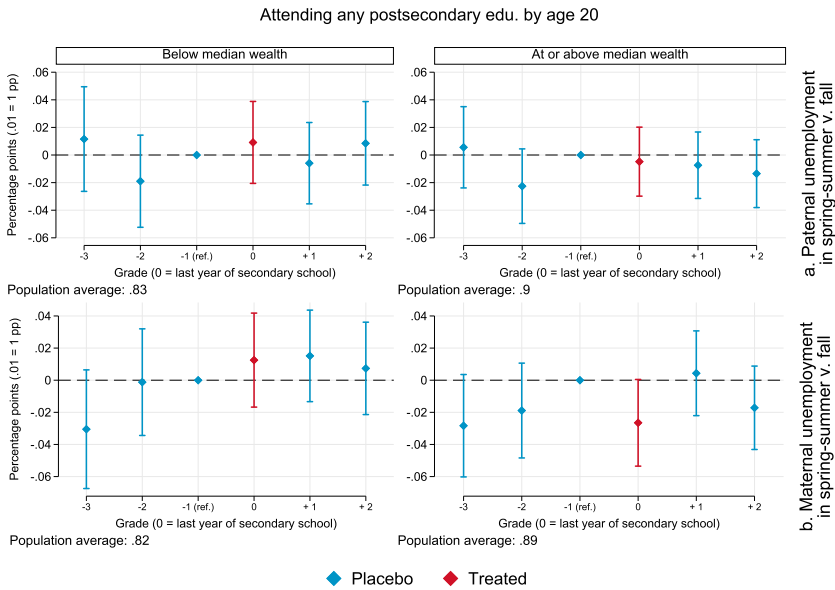 Attending any postsecondary edu. by age 20
Below median wealth
At or above median wealth
Percentage points (.01 = 1 pp)
.06
.04
.02
0
-.02
-.04
-.06
-3
-2
-1 (ref.)
0
+ 1
+ 2
Grade (0 = last year of secondary school)
Population average: .83
.06
.04
.02
0
-.02
-.04
-.06
-3
-2
-1 (ref.)
0
+ 1
+ 2
Grade (0 = last year of secondary school)
Population average: .9
a. Paternal unemployment
in spring-summer v. fall
Percentage points (.01 = 1 pp)
.04
.02
0
-.02
-.04
-.06
-3
-2
-1 (ref.)
0
+ 1
+ 2
Grade (0 = last year of secondary school)
Population average: .82
.04
.02
0
-.02
-.04
-.06
-3
-2
-1 (ref.)
0
+ 1
+ 2
Grade (0 = last year of secondary school)
Population average: .89
b. Maternal unemployment
in spring-summer v. fall
Placebo
Treated